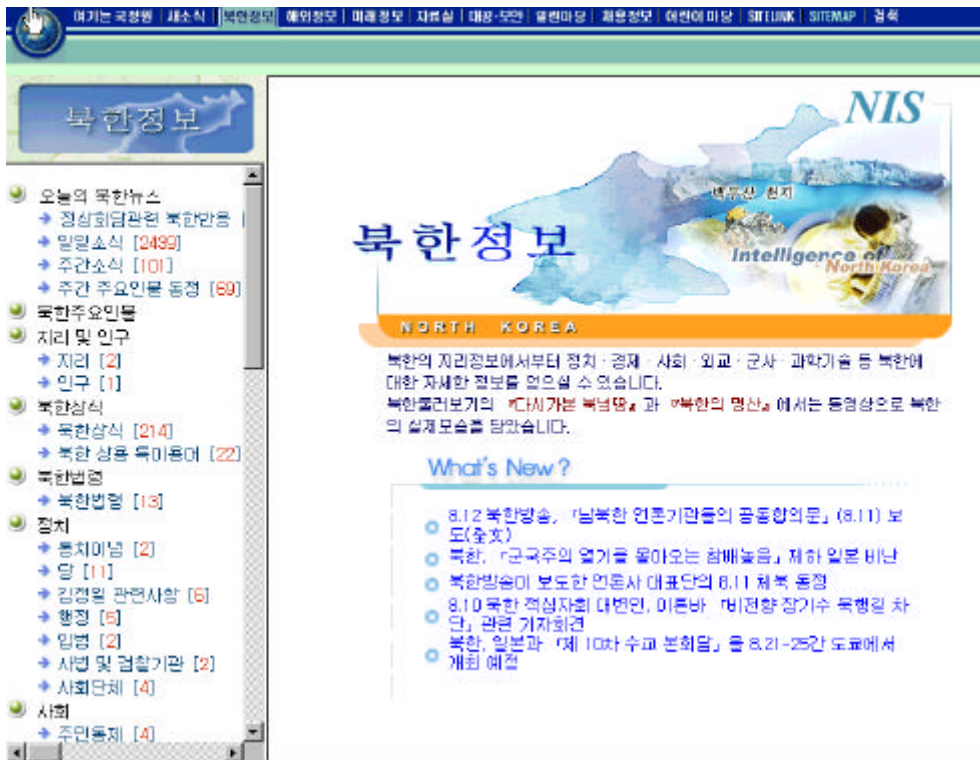 여기는 국정원 | 새소식 | 북한정보 | 해외정보 | 미래정보 | 자료실 | 대공·보안 | 열린마당 | 채용정보 | 어린이 마당 | SITE LINK | SITEMAP | 검색
북한정보
오늘의 북한뉴스
정상회담관련 북한반응 [
일일소식 [2439]
주간소식 [101]
주간 주요인물 동정 [69]
북한주요인물
지리 및 인구
지리 [2]
인구 [1]
북한상식
북한상식 [214]
북한 상용 특이용어 [22]
북한법령
북한법령 [13]
정치
통치이념 [2]
당 [11]
김정일 관련사항 [6]
행정 [6]
입법 [2]
사법 및 검찰기관 [2]
사회단체 [4]
사회
주민통제 [4]
NIS
백두산 천지
북한정보
Intelligence of
North Korea
NORTH KOREA
북한의 지리정보에서부터 정치 · 경제 · 사회 · 외교 · 군사 · 과학기술 등 북한에
대한 자세한 정보를 얻으실 수 있습니다.
북한둘러보기의 『다시가본 북녘땅』과 『북한의 명산』에서는 동영상으로 북한
의 실제모습을 담았습니다.
What's New ?
8.12 북한방송, 「남북한 언론기관들의 공동합의문」(8.11) 보
도(全文)
북한, 「군국주의 열기를 몰아오는 참배놀음」제하 일본 비난
북한방송이 보도한 언론사 대표단의 8.11 체북 동정
8.10 북한 적십자회 대변인, 이른바 「비전향 장기수 북행길 차
단」관련 기자회견
북한, 일본과 「제 10차 수교 본회담」을 8.21-25간 도쿄에서
개최 예정